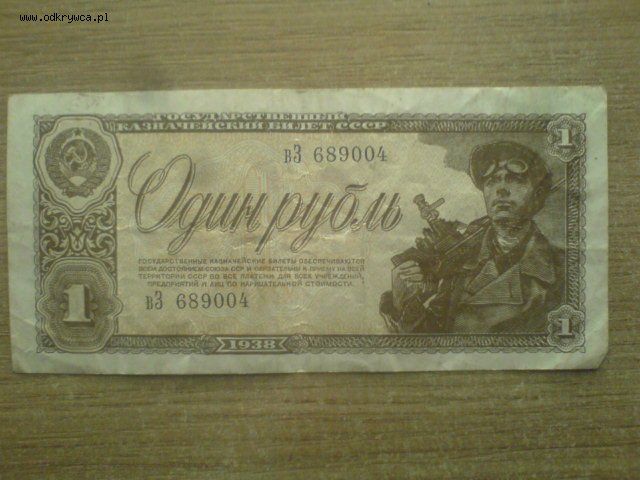 www.odkrywca.pl
ГОСУДАРСТВЕННЫЙ
КАЗНАЧЕЙСКИЙ БИЛЕТ СССР
1
вЗ 689004
Один рубль
ГОСУДАРСТВЕННЫЕ КАЗНАЧЕЙСКИЕ БИЛЕТЫ ОБЕСПЕЧИВАЮТСЯ
ВСЕМ ДОСТОЯНИЕМ СОЮЗА ССР И ОБЯЗАТЕЛЬНЫ К ПРИЕМУ НА ВСЕЙ
ТЕРРИТОРИИ СССР ВО ВСЕ ПЛАТЕЖИ ДЛЯ ВСЕХ УЧРЕЖДЕНИЙ,
ПРЕДПРИЯТИЙ И ЛИЦ ПО НАРИЦАТЕЛЬНОЙ СТОИМОСТИ.
вЗ 689004
1
1938
1